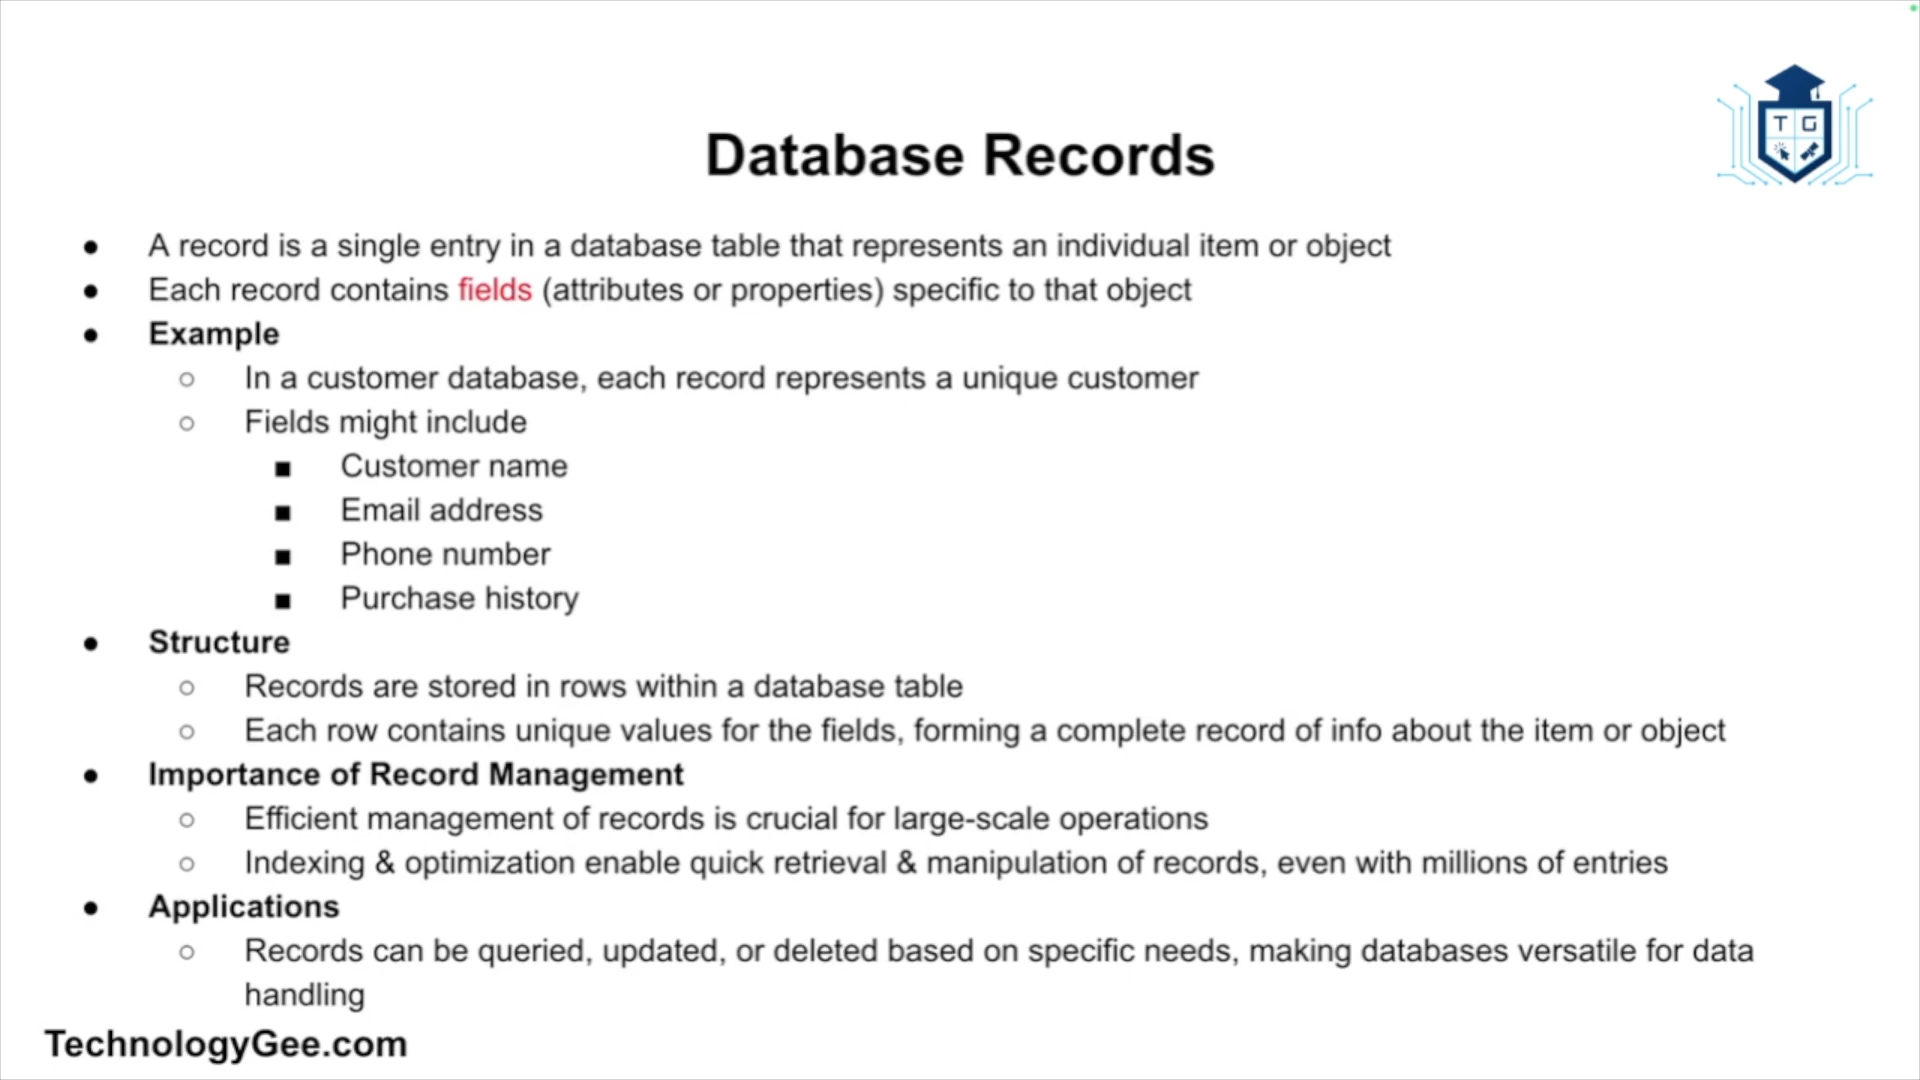 T G
Database Records
● A record is a single entry in a database table that represents an individual item or object
● Each record contains fields (attributes or properties) specific to that object
● Example
○ In a customer database, each record represents a unique customer
○ Fields might include
■ Customer name
■ Email address
■ Phone number
■ Purchase history
● Structure
○ Records are stored in rows within a database table
○ Each row contains unique values for the fields, forming a complete record of info about the item or object
● Importance of Record Management
○ Efficient management of records is crucial for large-scale operations
○ Indexing & optimization enable quick retrieval & manipulation of records, even with millions of entries
● Applications
○ Records can be queried, updated, or deleted based on specific needs, making databases versatile for data
handling
TechnologyGee.com